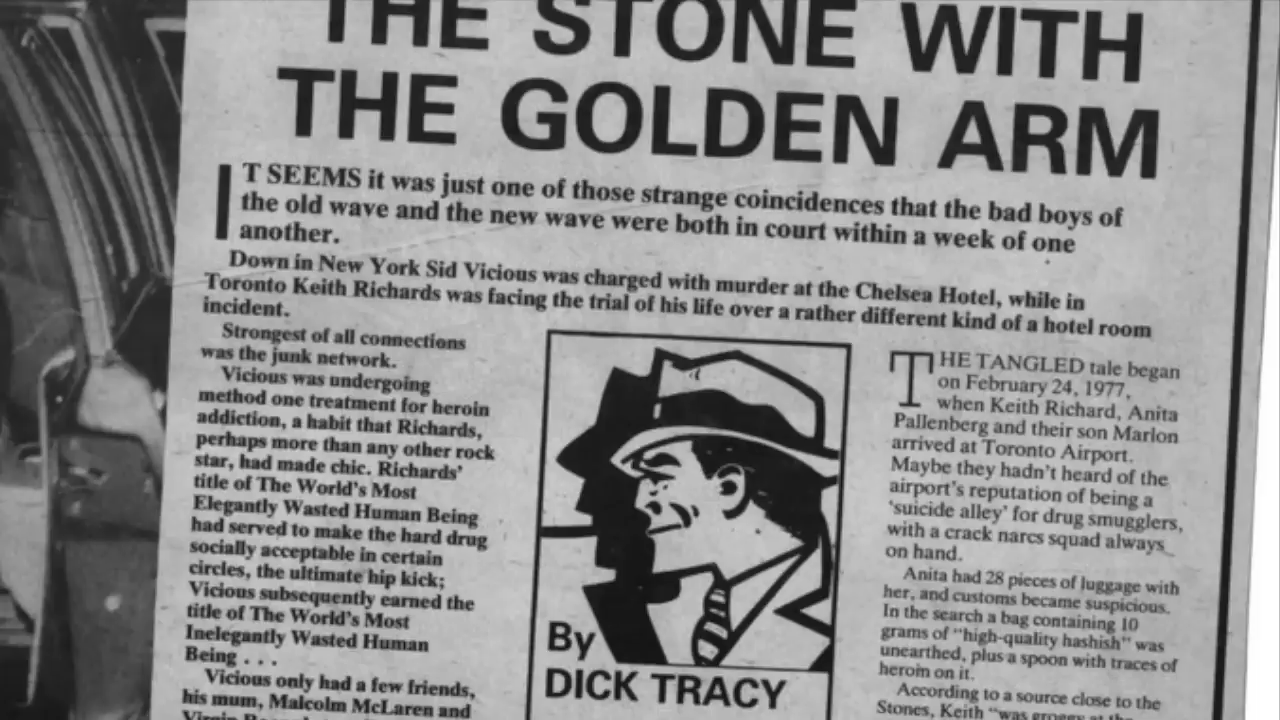 THE STONE WITH
THE GOLDEN ARM
IT SEEMS it was just one of those strange coincidences that the bad boys of
the old wave and the new wave were both in court within a week of one
another.
Down in New York Sid Vicious was charged with murder at the Chelsea Hotel, while in
Toronto Keith Richards was facing the trial of his life over a rather different kind of a hotel room
incident.
Strongest of all connections
was the junk network.
Vicious was undergoing
method one treatment for heroin
addiction, a habit that Richards,
perhaps more than any other rock
star, had made chic. Richards'
title of The World's Most
Elegantly Wasted Human Being
had served to make the hard drug
socially acceptable in certain
circles, the ultimate hip kick;
Vicious subsequently earned the
title of The World's Most
Inelegantly Wasted Human
Being . . .
Vicious only had a few friends,
his mum, Malcolm McLaren and
Virgin
By
DICK TRACY
THE TANGLED tale began
on February 24, 1977,
when Keith Richard, Anita
Pallenberg and their son Marlon
arrived at Toronto Airport.
Maybe they hadn't heard of the
airport's reputation of being a
'suicide alley' for drug smugglers,
with a crack narcs squad always
on hand.
Anita had 28 pieces of luggage with
her, and customs became suspicious.
In the search a bag containing 10
grams of "high-quality hashish" was
unearthed, plus a spoon with traces of
heroin on it.
According to a source close to the
Stones, Keith "was groggy at the